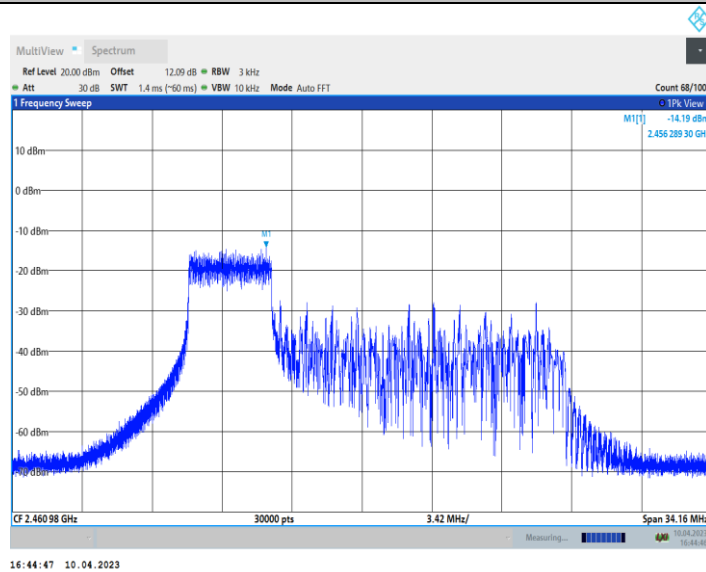 MultiView Spectrum
Ref Level 20.00 dBm Offset 12.09 dB RBW 3 kHz
Att 30 dB SWT 1.4 ms (~60 ms) VBW 10 kHz Mode Auto FFT Count 68/100
1 Frequency Sweep 1Pk View
M1[1] -14.19 dBm
2.456 289 30 GH
10 dBm
0 dBm
M1
-10 dBm
-20 dBm
-30 dBm
-40 dBm
-50 dBm
-60 dBm
-70 dBm
CF 2.460 98 GHz 30000 pts 3.42 MHz/ Span 34.16 MHz
Measuring... 10.04.2023
16:44:46
16:44:47 10.04.2023